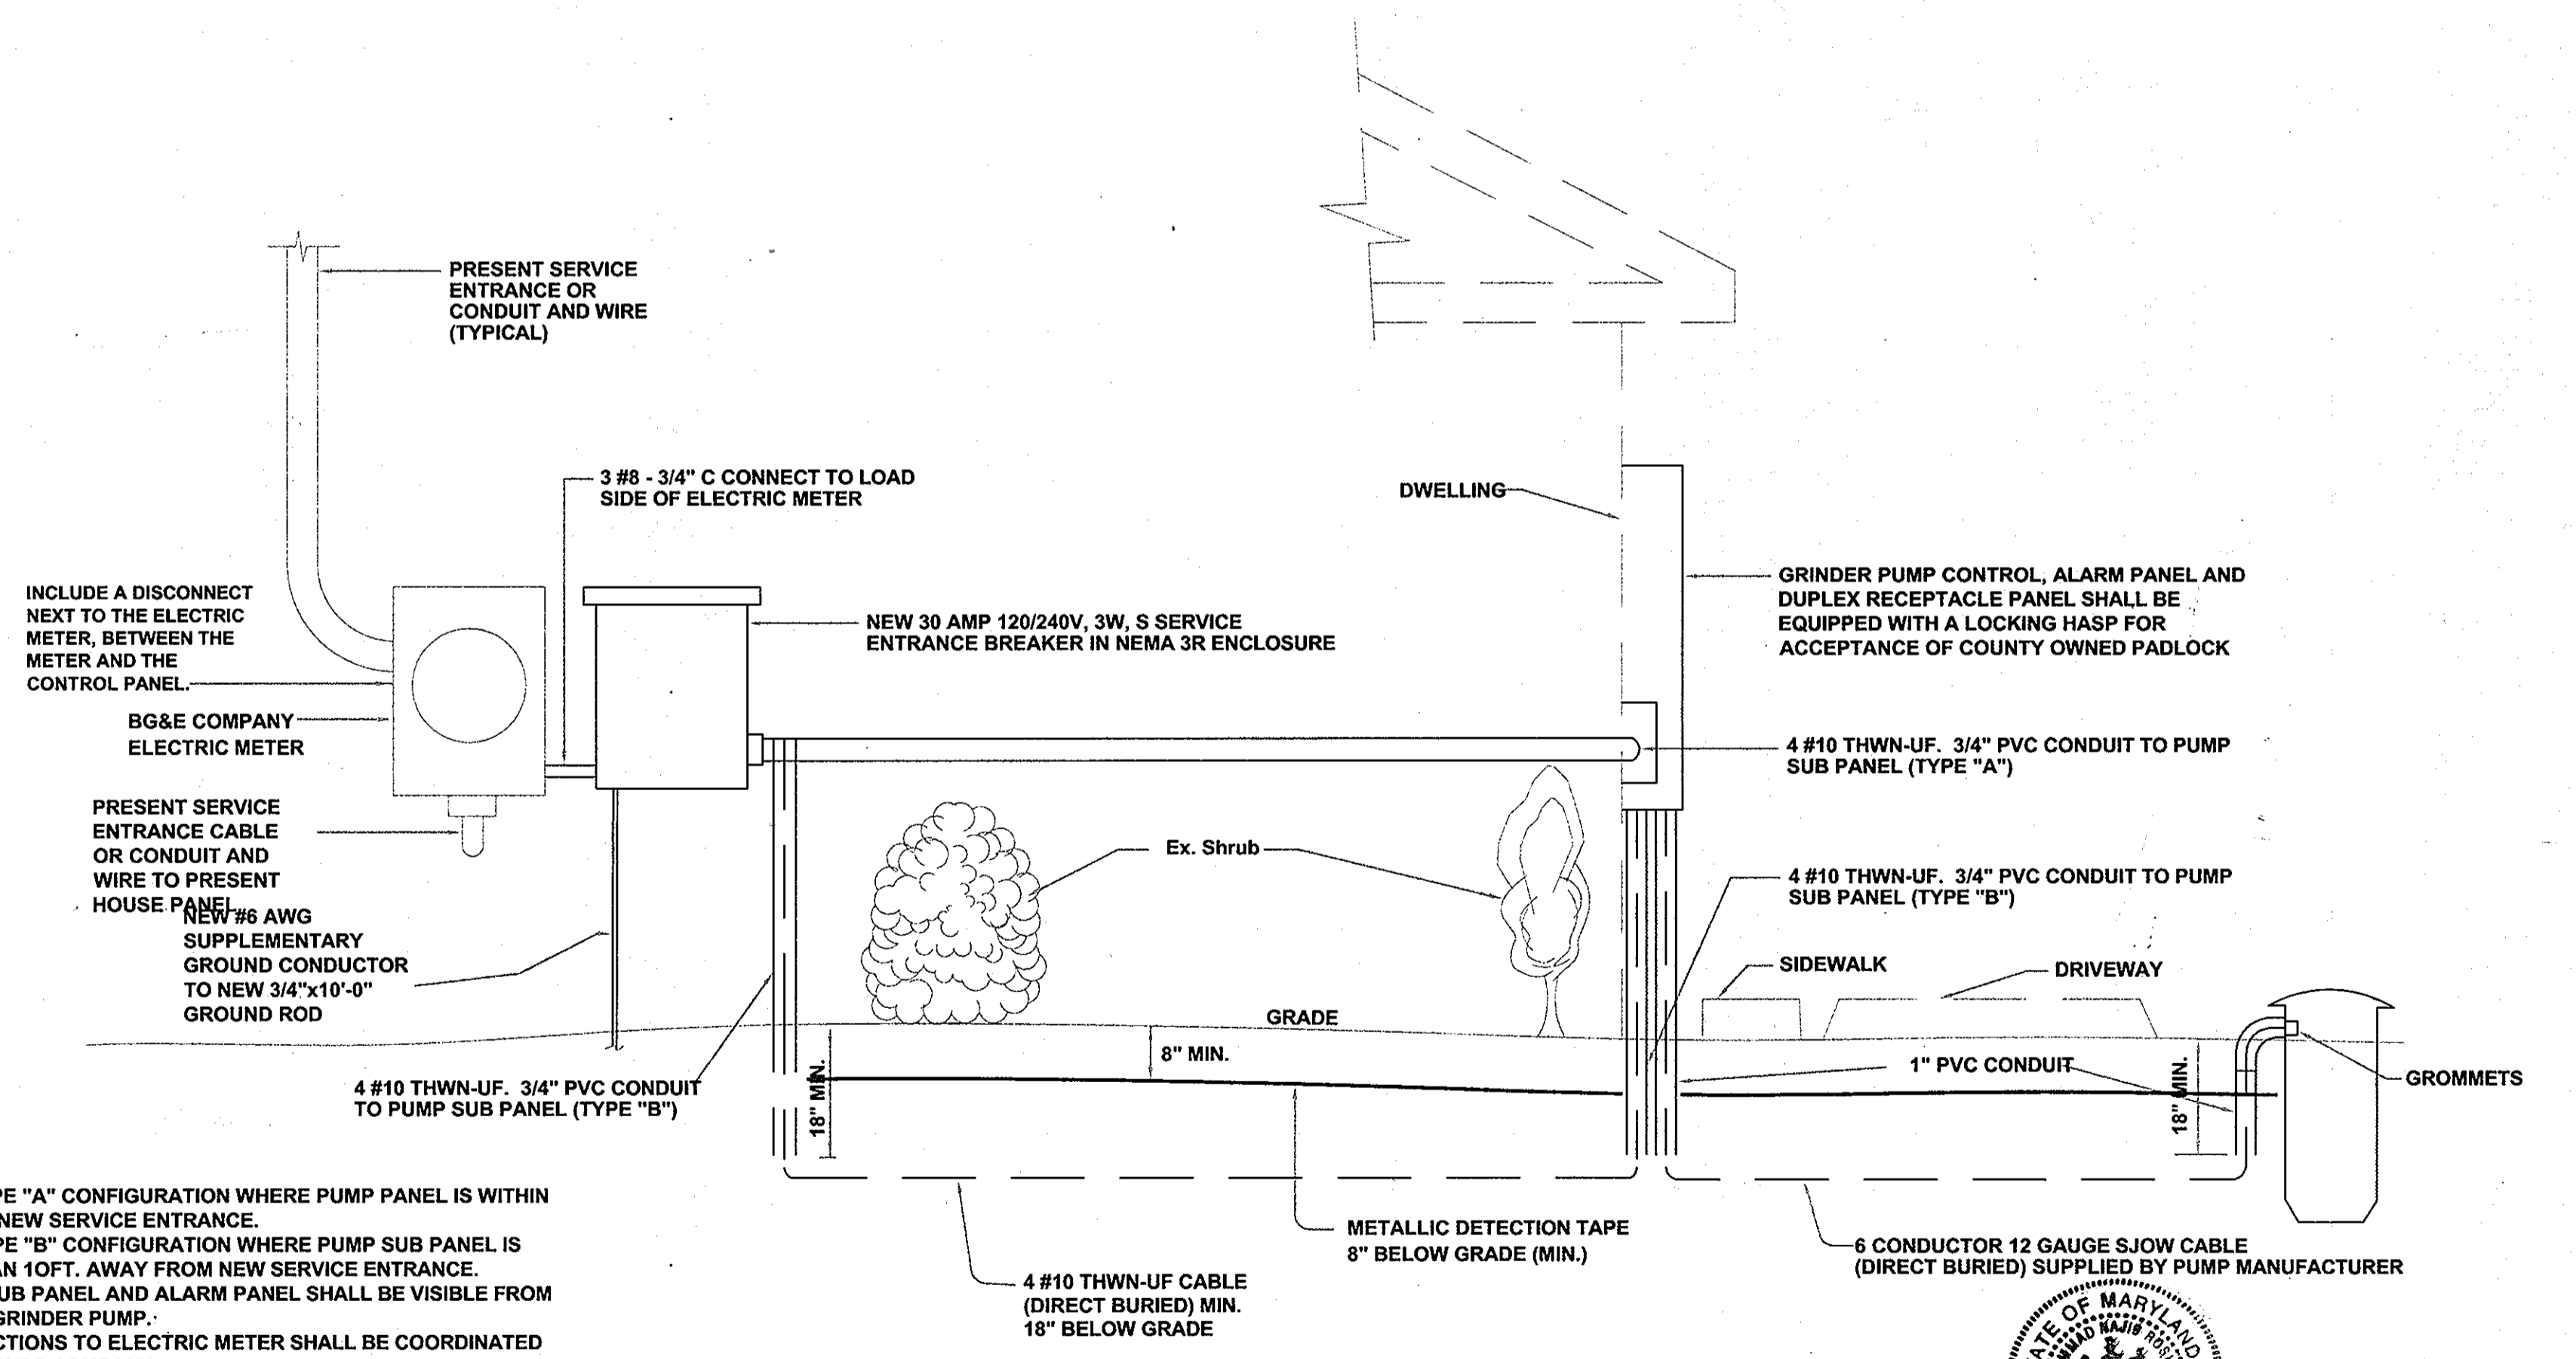 PRESENT SERVICE
ENTRANCE OR
CONDUIT AND WIRE
(TYPICAL)
3 #8 - 3/4" C CONNECT TO LOAD
SIDE OF ELECTRIC METER
DWELLING
INCLUDE A DISCONNECT
NEXT TO THE ELECTRIC
METER, BETWEEN THE
METER AND THE
CONTROL PANEL.
NEW 30 AMP 120/240V, 3W, S SERVICE
ENTRANCE BREAKER IN NEMA 3R ENCLOSURE
GRINDER PUMP CONTROL, ALARM PANEL AND
DUPLEX RECEPTACLE PANEL SHALL BE
EQUIPPED WITH A LOCKING HASP FOR
ACCEPTANCE OF COUNTY OWNED PADLOCK
BG&E COMPANY
ELECTRIC METER
4 #10 THWN-UF. 3/4" PVC CONDUIT TO PUMP
SUB PANEL (TYPE "A")
PRESENT SERVICE
ENTRANCE CABLE
OR CONDUIT AND
WIRE TO PRESENT
HOUSE PANEL
Ex. Shrub
4 #10 THWN-UF. 3/4" PVC CONDUIT TO PUMP
SUB PANEL (TYPE "B")
NEW #6 AWG
SUPPLEMENTARY
GROUND CONDUCTOR
TO NEW 3/4"x10'-0"
GROUND ROD
SIDEWALK
DRIVEWAY
GRADE
8" MIN.
18" MIN.
1" PVC CONDUIT
18" MIN.
GROMMETS
4 #10 THWN-UF. 3/4" PVC CONDUIT
TO PUMP SUB PANEL (TYPE "B")
PE "A" CONFIGURATION WHERE PUMP PANEL IS WITHIN
NEW SERVICE ENTRANCE.
PE "B" CONFIGURATION WHERE PUMP SUB PANEL IS
AN 10FT. AWAY FROM NEW SERVICE ENTRANCE.
UB PANEL AND ALARM PANEL SHALL BE VISIBLE FROM
GRINDER PUMP.
CTIONS TO ELECTRIC METER SHALL BE COORDINATED
METALLIC DETECTION TAPE
8" BELOW GRADE (MIN.)
4 #10 THWN-UF CABLE
(DIRECT BURIED) MIN.
18" BELOW GRADE
6 CONDUCTOR 12 GAUGE SJOW CABLE
(DIRECT BURIED) SUPPLIED BY PUMP MANUFACTURER
ATE OF MARYLAND
MMAD NAJIB ROS